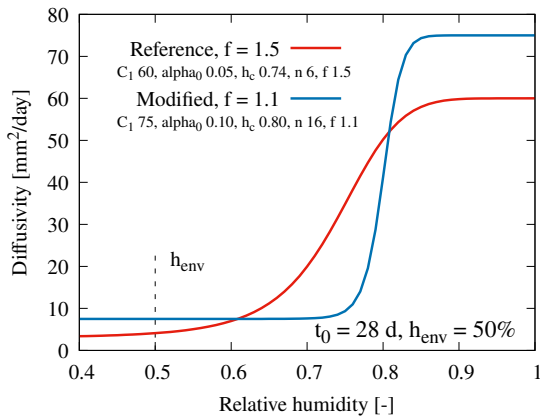 80
70
60
50
40
30
20
10
0
Diffusivity [mm²/day]
Reference, f = 1.5
C₁ 60, alpha₀ 0.05, h_c 0.74, n 6, f 1.5
Modified, f = 1.1
C₁ 75, alpha₀ 0.10, h_c 0.80, n 16, f 1.1
h_env
t₀ = 28 d, h_env = 50%
0.4 0.5 0.6 0.7 0.8 0.9 1
Relative humidity [-]